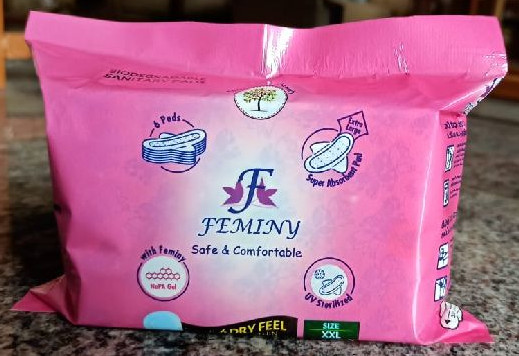 BIODEGRADABLE
SANITARY PADS
6 Pads
Extra
Large
Super Absorbent Pad
F
FEMINY
Safe & Comfortable
with Feminy
NaPA Gel
UV Sterilized
DRY FEEL
SIZE
XXL